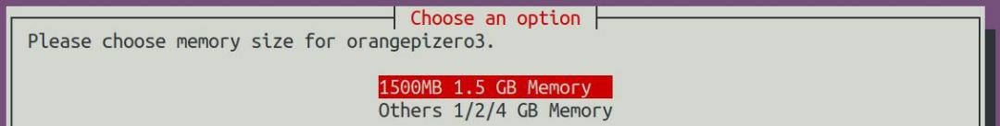 Choose an option
Please choose memory size for orangepizero3.
1500MB 1.5 GB Memory
Others 1/2/4 GB Memory